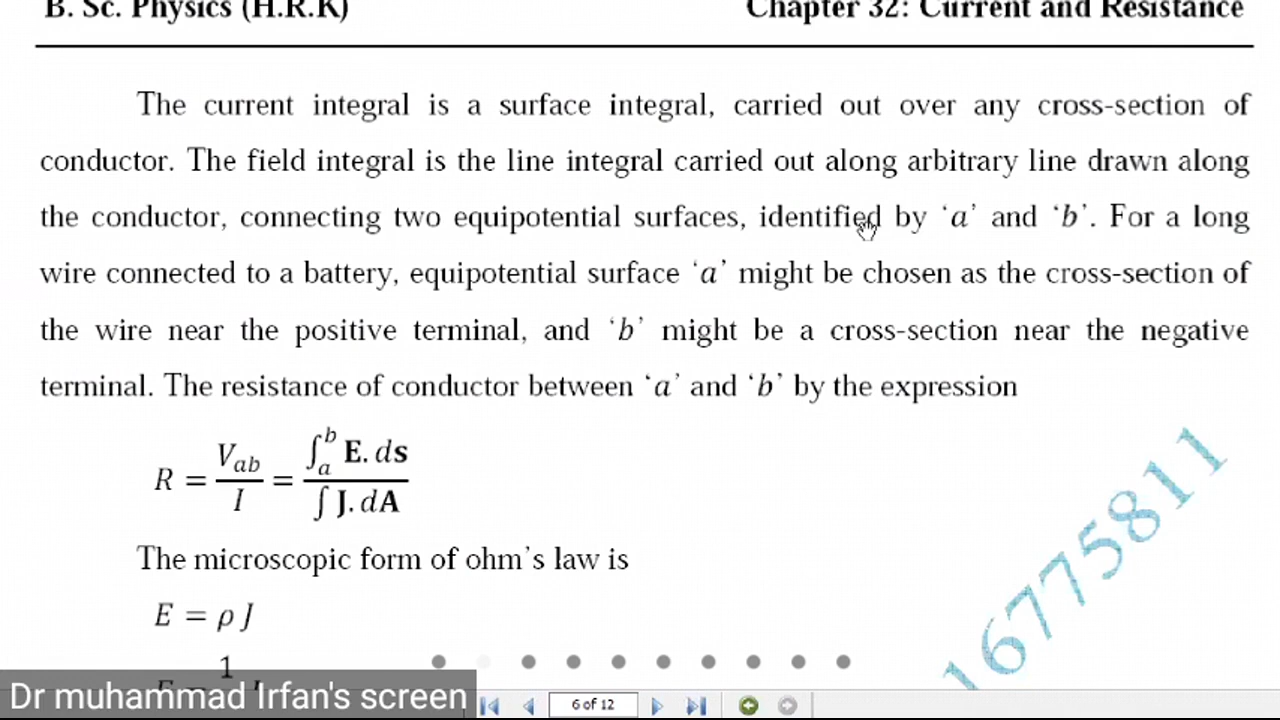 B. Sc. Physics (H.R.K) Chapter 32: Current and Resistance
The current integral is a surface integral, carried out over any cross-section of
conductor. The field integral is the line integral carried out along arbitrary line drawn along
the conductor, connecting two equipotential surfaces, identified by ‘a’ and ‘b’. For a long
wire connected to a battery, equipotential surface ‘a’ might be chosen as the cross-section of
the wire near the positive terminal, and ‘b’ might be a cross-section near the negative
terminal. The resistance of conductor between ‘a’ and ‘b’ by the expression
R = V_ab / I = ∫_a^b E. ds / ∫ J. dA
The microscopic form of ohm’s law is
E = ρ J
1
16775811
Dr muhammad Irfan's screen
6 of 12